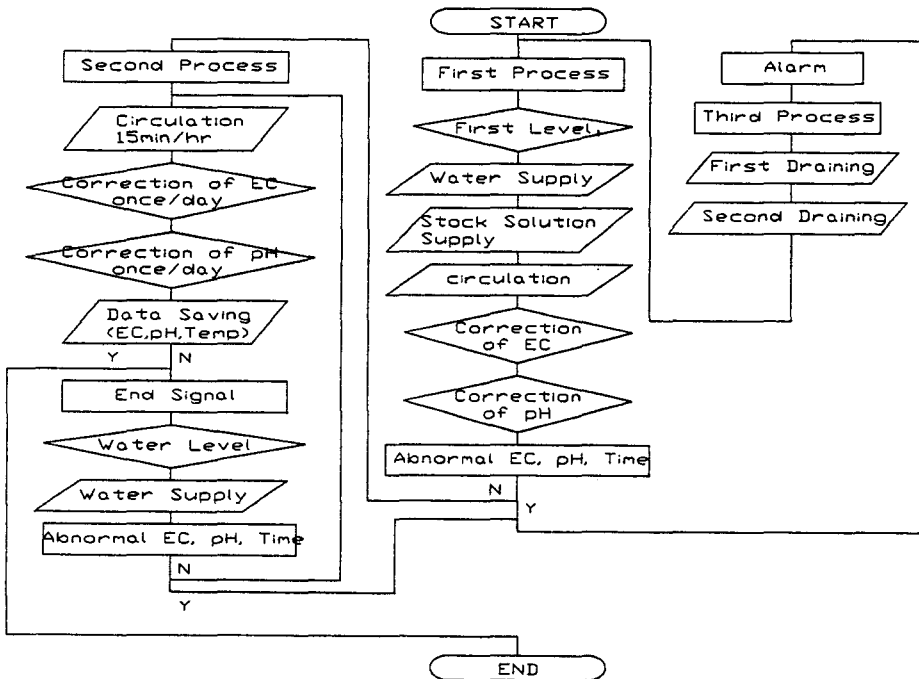 START
Second Process
Circulation
15min/hr
Correction of EC
once/day
Correction of pH
once/day
Data Saving
(EC,pH,Temp)
Y
N
End Signal
Water Level
Water Supply
Abnormal EC, pH, Time
N
Y
First Process
First Level
Water Supply
Stock Solution
Supply
circulation
Correction
of EC
Correction
of pH
Abnormal EC, pH, Time
N
Y
Alarm
Third Process
First Draining
Second Draining
END